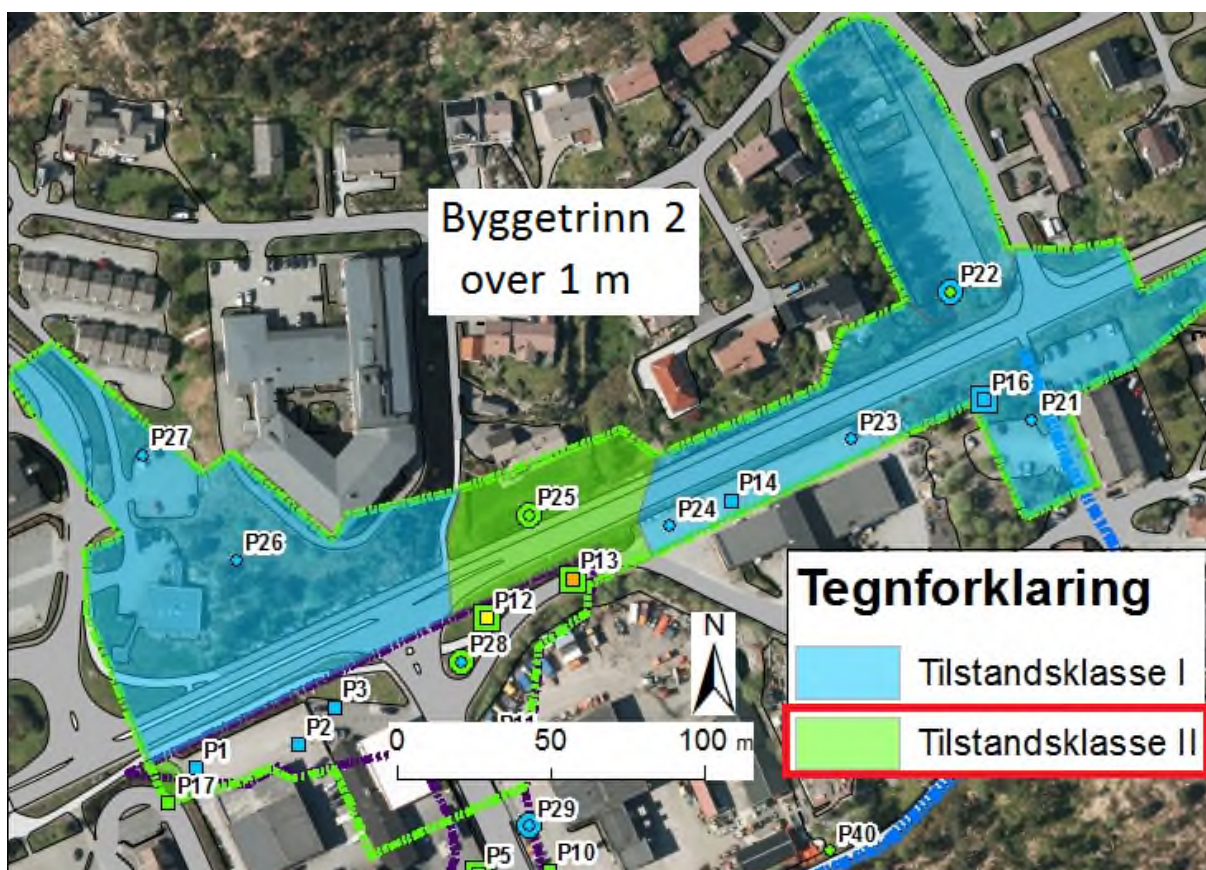 Byggetrinn 2
over 1 m
P22
P16
P21
P27
P23
P25
P14
P24
P26
P13
P12
P28
N
Tegnforklaring
Tilstandsklasse I
Tilstandsklasse II
P3
P2
P11
0 50 100 m
P1
P17
P29
P40
P5
P10